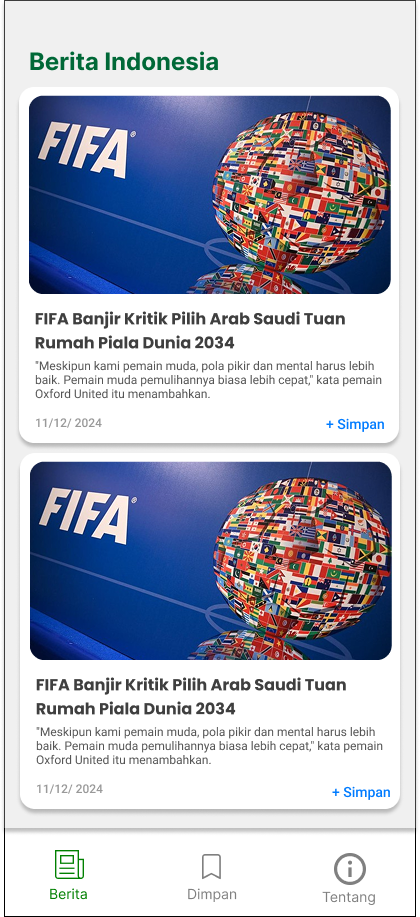 Berita Indonesia
FIFA®
FIFA Banjir Kritik Pilih Arab Saudi Tuan
Rumah Piala Dunia 2034
"Meskipun kami pemain muda, pola pikir dan mental harus lebih
baik. Pemain muda pemulihannya biasa lebih cepat," kata pemain
Oxford United itu menambahkan.
11/12/ 2024
+ Simpan
FIFA®
FIFA Banjir Kritik Pilih Arab Saudi Tuan
Rumah Piala Dunia 2034
"Meskipun kami pemain muda, pola pikir dan mental harus lebih
baik. Pemain muda pemulihannya biasa lebih cepat," kata pemain
Oxford United itu menambahkan.
11/12/ 2024
+ Simpan
Berita
Dimpan
Tentang